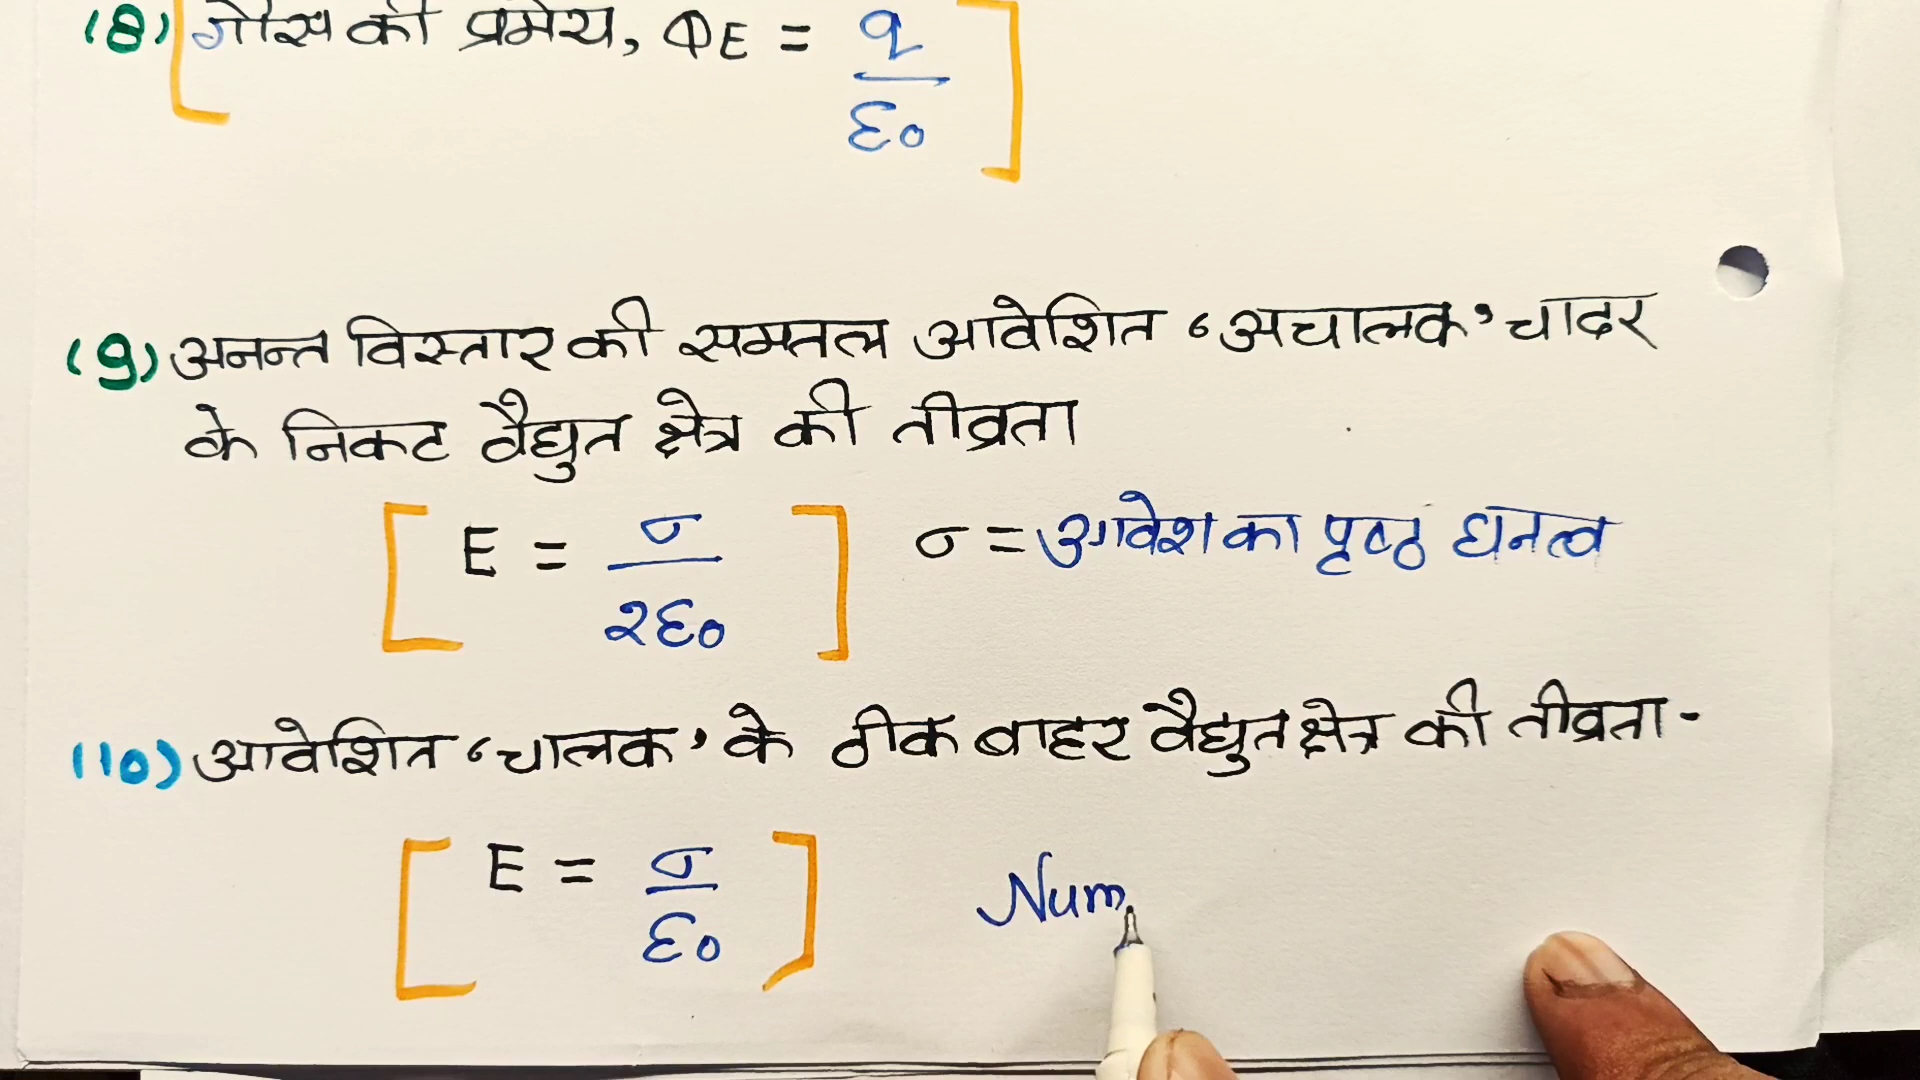 (8) गौस की प्रमेय, ΦE = q/ε₀
(9) अनन्त विस्तार की समतल आवेशित ‘अचालक’ चादर
के निकट वैद्युत क्षेत्र की तीव्रता
[E = σ/2ε₀] σ = आवेश का पृष्ठ घनत्व
(10) आवेशित ‘चालक’ के ठीक बाहर वैद्युत क्षेत्र की तीव्रता -
[E = σ/ε₀] Num